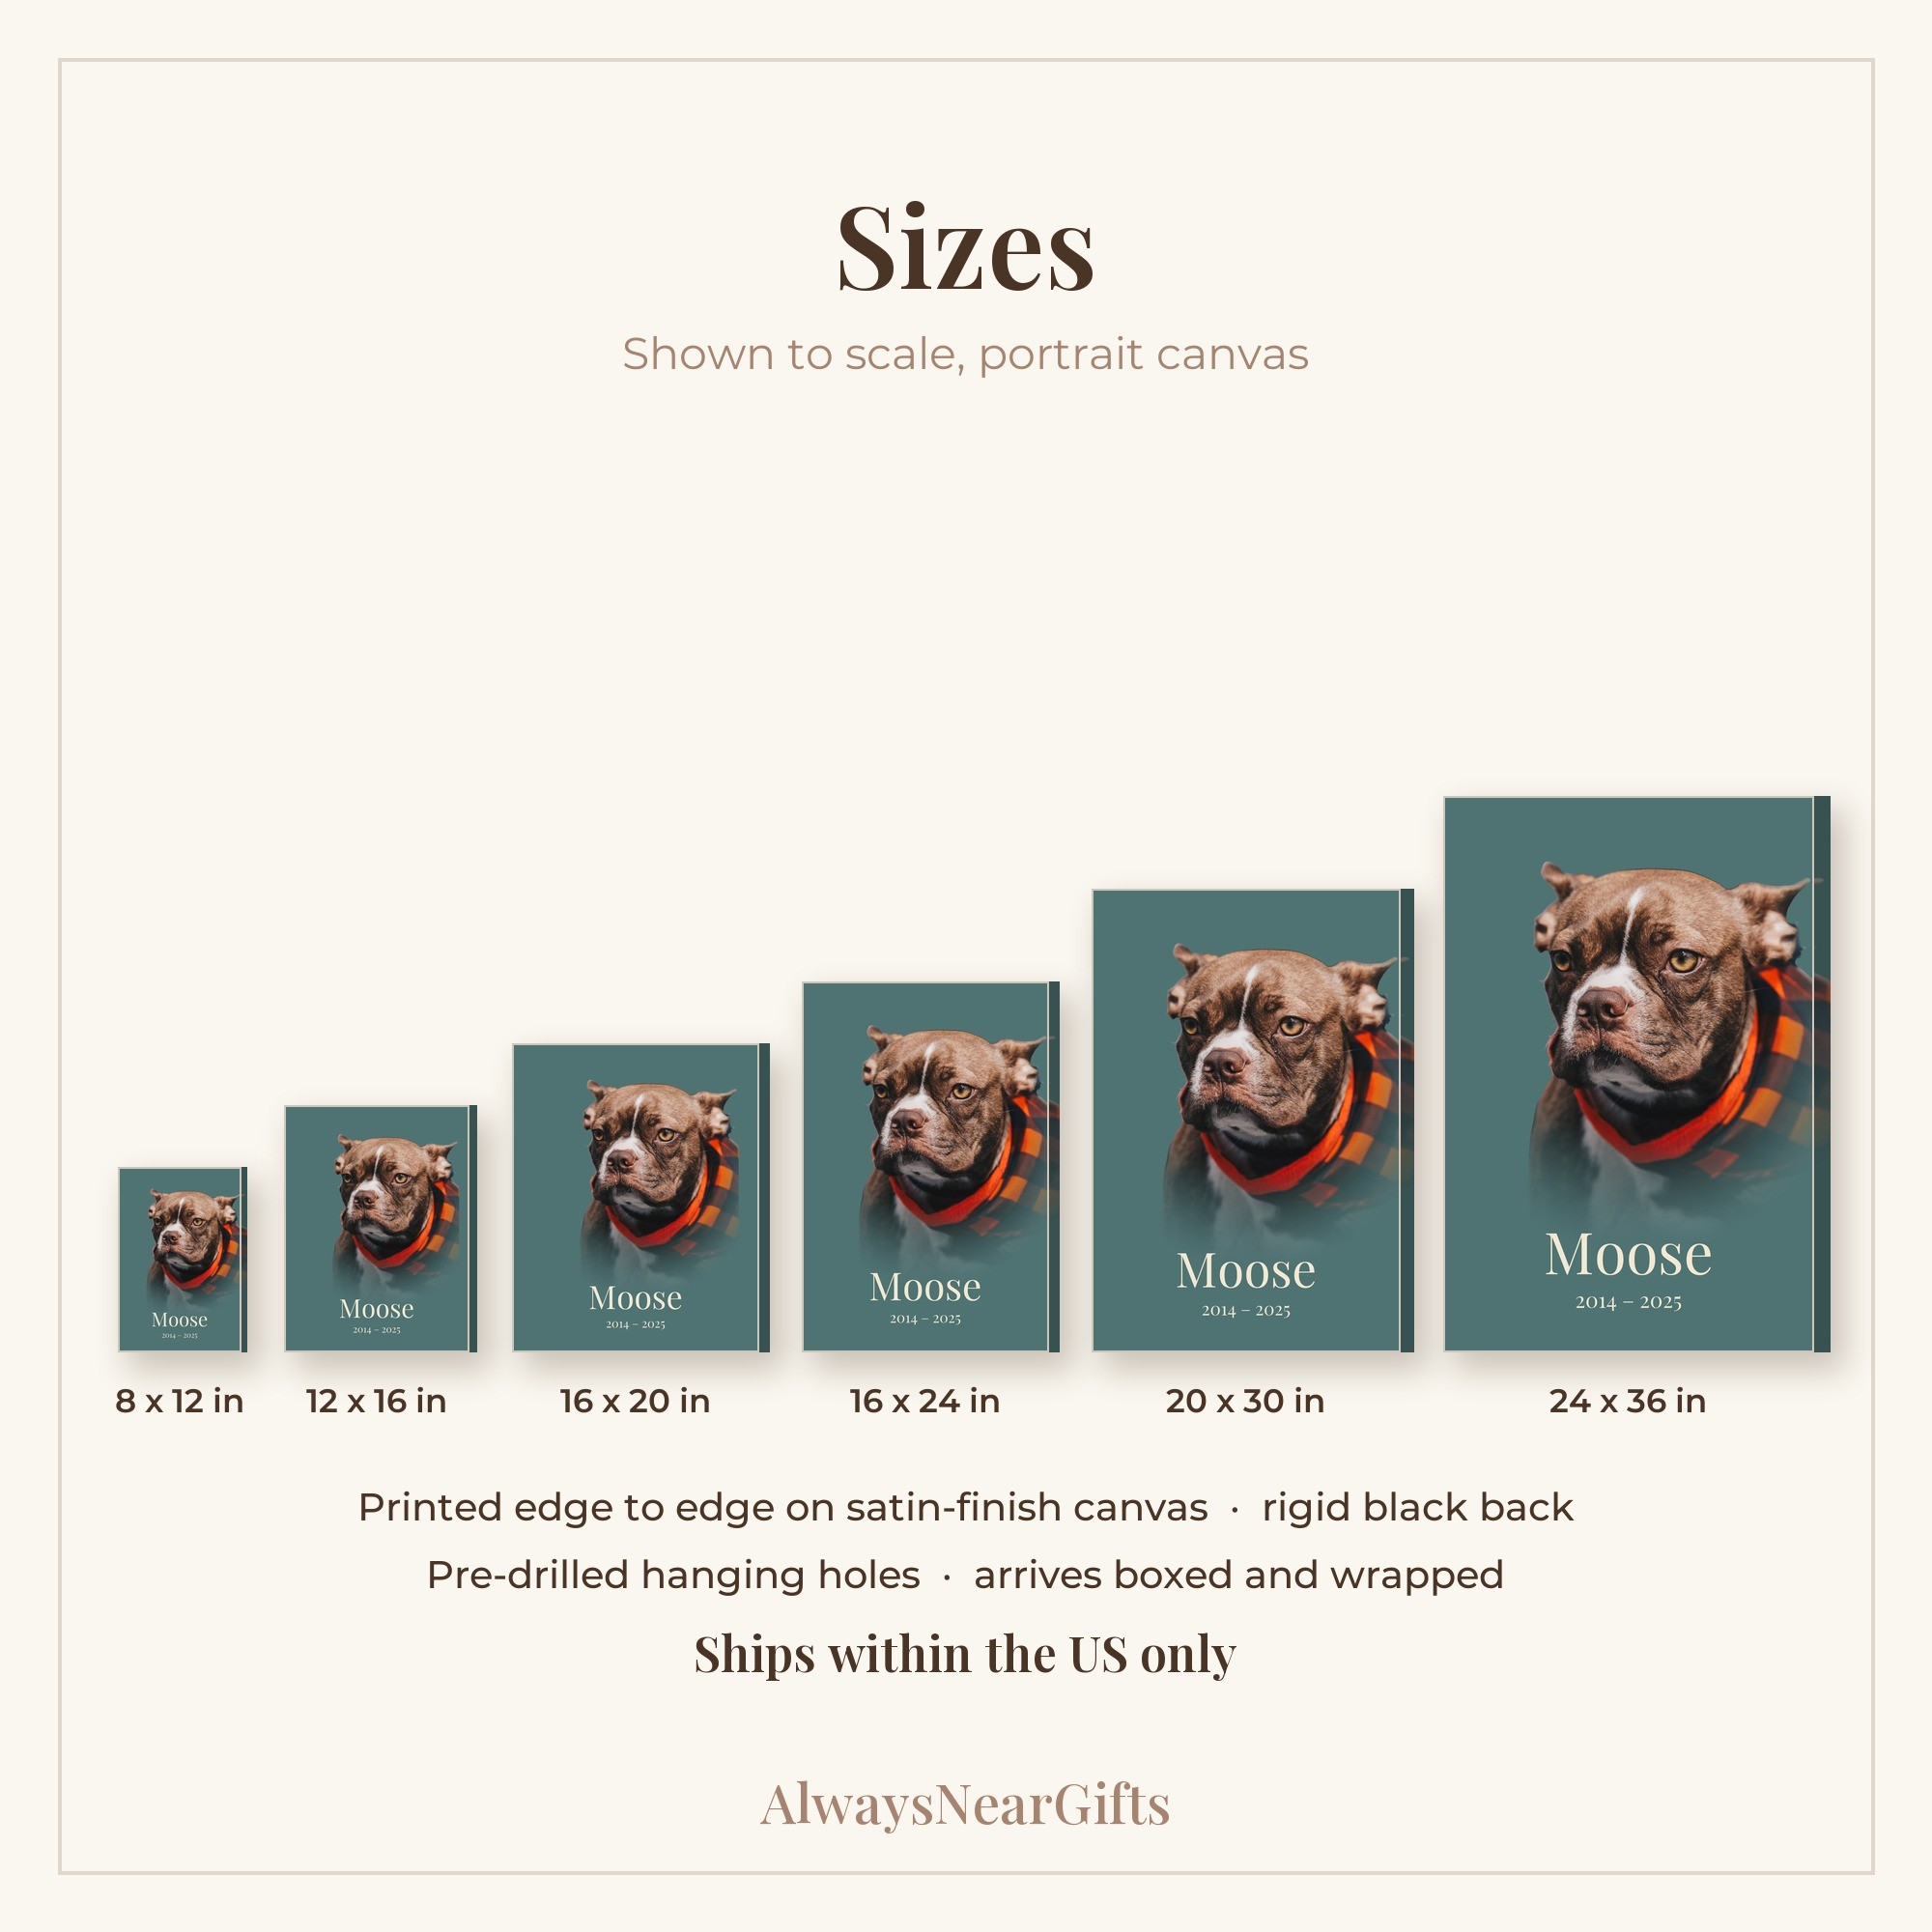 Sizes
Shown to scale, portrait canvas
Moose
2014 – 2025
Moose
2014 – 2025
Moose
2014 – 2025
Moose
2014 – 2025
Moose
2014 – 2025
Moose
2014 – 2025
8 x 12 in
12 x 16 in
16 x 20 in
16 x 24 in
20 x 30 in
24 x 36 in
Printed edge to edge on satin-finish canvas · rigid black back
Pre-drilled hanging holes · arrives boxed and wrapped
Ships within the US only
AlwaysNearGifts